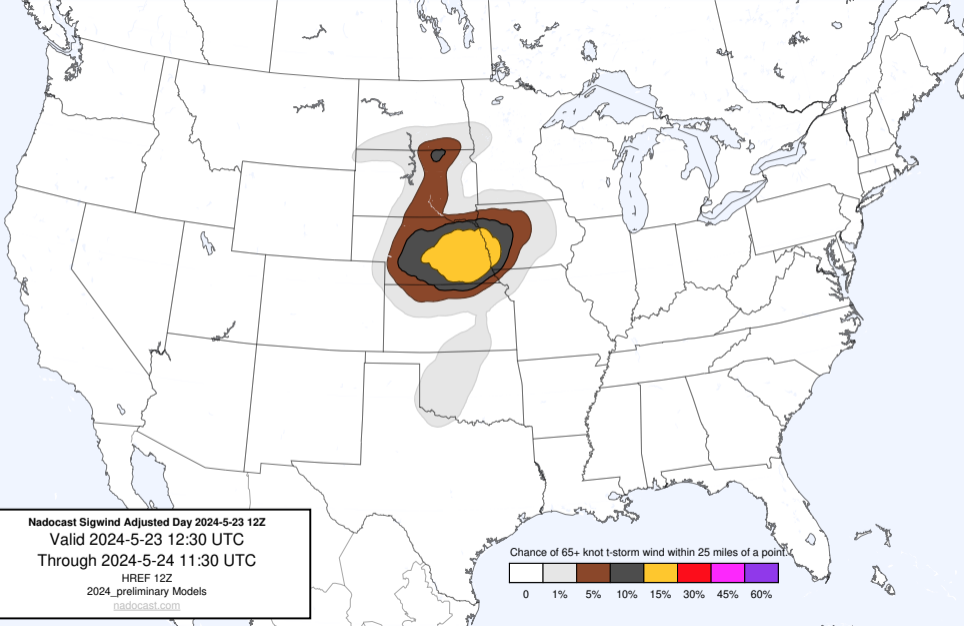 Nadocast Sigwind Adjusted Day 2024-5-23 12Z
Valid 2024-5-23 12:30 UTC
Through 2024-5-24 11:30 UTC
HREF 12Z
2024_preliminary Models
nadocast.com
Chance of 65+ knot t-storm wind within 25 miles of a point.
0 1% 5% 10% 15% 30% 45% 60%